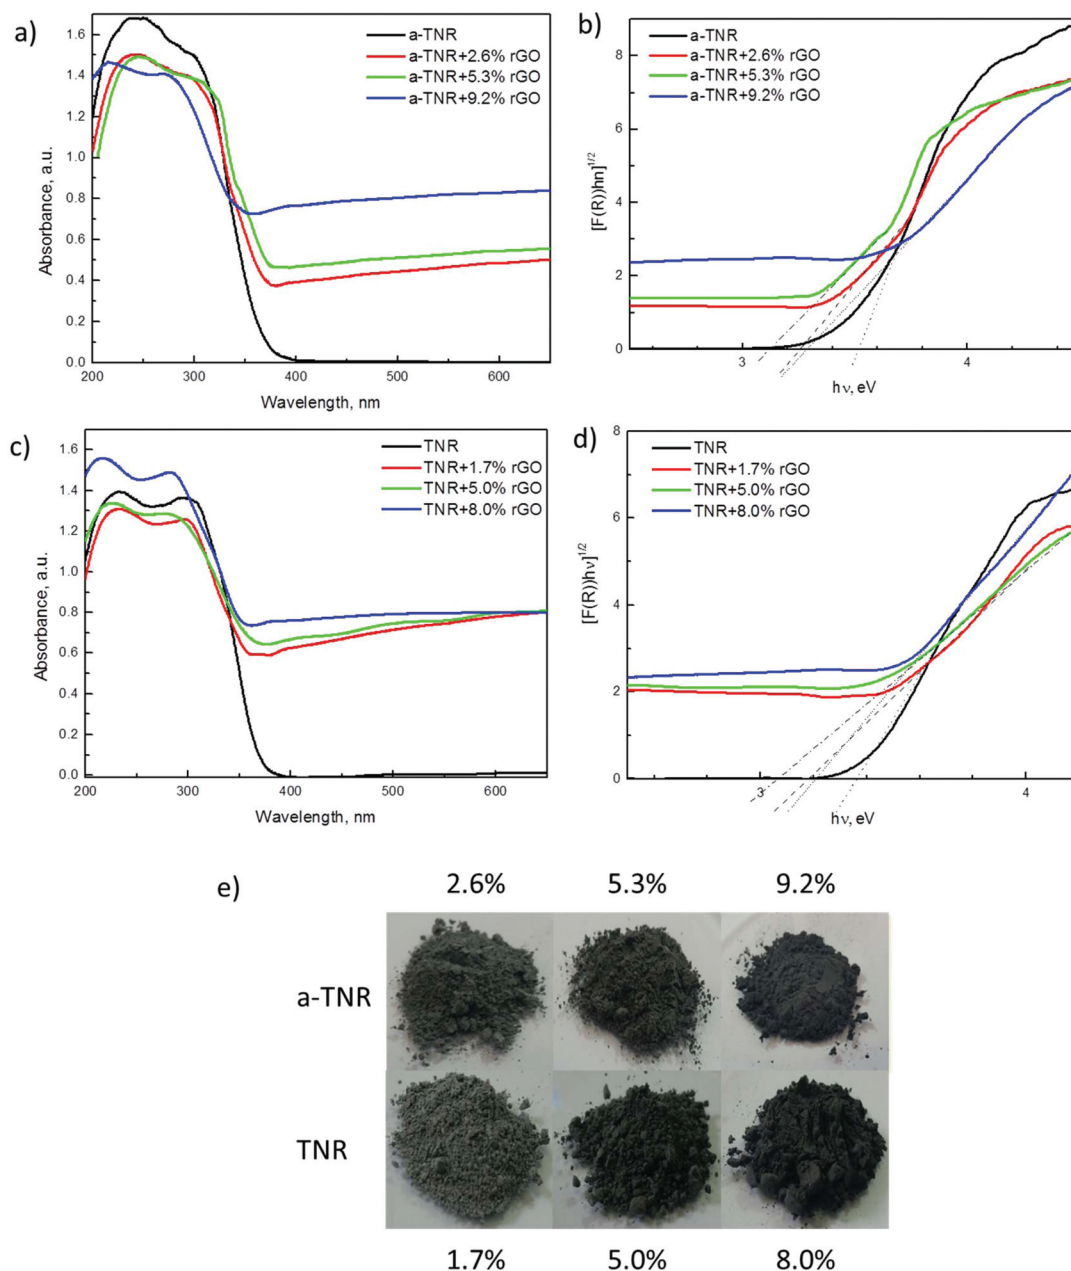 a)
1.6
1.4
1.2
1.0
0.8
0.6
0.4
0.2
0.0
Absorbance, a.u.
a-TNR
a-TNR+2.6% rGO
a-TNR+5.3% rGO
a-TNR+9.2% rGO
200 300 400 500 600
Wavelength, nm
b)
8
6
4
2
0
[F(R))hn]^1/2
a-TNR
a-TNR+2.6% rGO
a-TNR+5.3% rGO
a-TNR+9.2% rGO
3 4
hν, eV
c)
1.6
1.4
1.2
1.0
0.8
0.6
0.4
0.2
0.0
Absorbance, a.u.
TNR
TNR+1.7% rGO
TNR+5.0% rGO
TNR+8.0% rGO
200 300 400 500 600
Wavelength, nm
d)
8
6
4
2
0
[F(R))hν]^1/2
TNR
TNR+1.7% rGO
TNR+5.0% rGO
TNR+8.0% rGO
3 4
hν, eV
e)
2.6% 5.3% 9.2%
a-TNR
TNR
1.7% 5.0% 8.0%